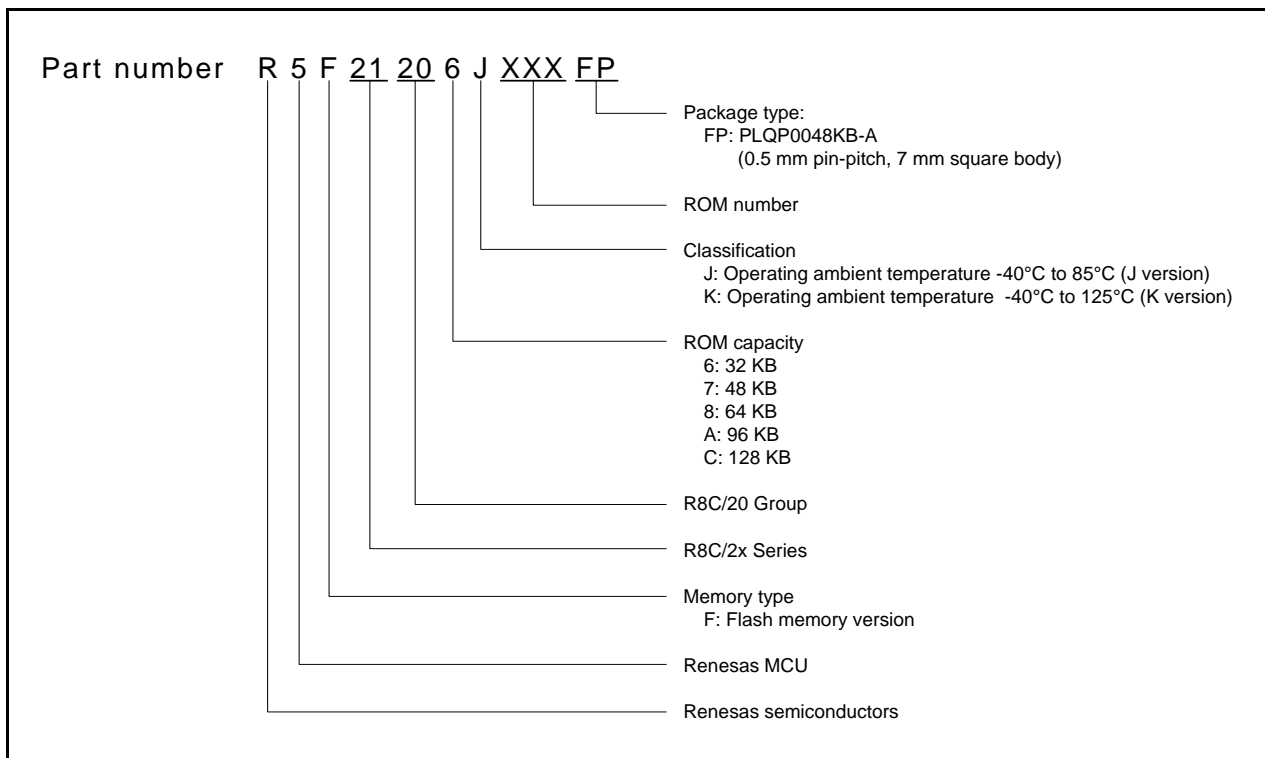 Part number R 5 F 21 20 6 J XXX FP
Package type:
FP: PLQP0048KB-A
(0.5 mm pin-pitch, 7 mm square body)
ROM number
Classification
J: Operating ambient temperature -40°C to 85°C (J version)
K: Operating ambient temperature -40°C to 125°C (K version)
ROM capacity
6: 32 KB
7: 48 KB
8: 64 KB
A: 96 KB
C: 128 KB
R8C/20 Group
R8C/2x Series
Memory type
F: Flash memory version
Renesas MCU
Renesas semiconductors